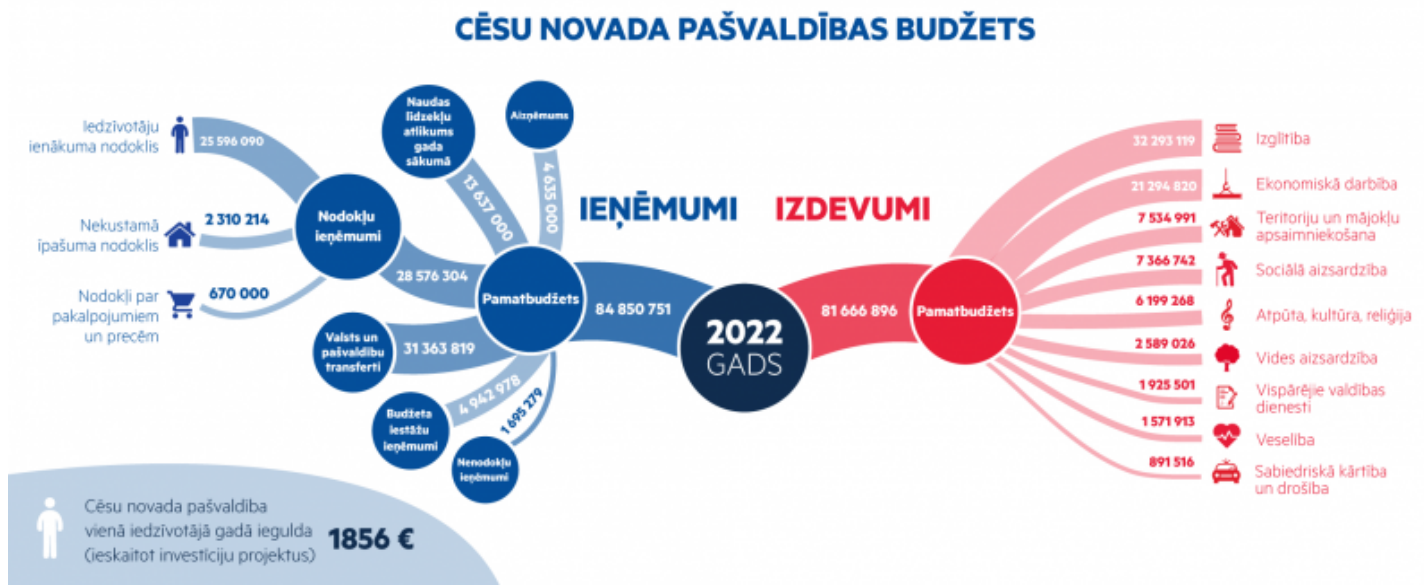 CĒSU NOVADA PAŠVALDĪBAS BUDŽETS
Iedzīvotāju
ienākuma nodoklis
25 596 090
Nekustamā
īpašuma nodoklis
2 310 214
Nodokļi par
pakalpojumiem
un precēm
670 000
Nodokļu
ieņēmumi
28 576 304
Naudas
līdzekļu
atlikums
gada
sākumā
13 637 000
Aizņēmums
4 635 000
Valsts un
pašvaldību
transferti
31 363 819
Budžeta
iestāžu
ieņēmumi
4 942 978
Nenodokļu
ieņēmumi
1 695 279
Pamatbudžets
84 850 751
IEŅĒMUMI
2022
GADS
IZDEVUMI
81 666 896
Pamatbudžets
32 293 119
Izglītība
21 294 820
Ekonomiskā darbība
7 534 991
Teritoriju un mājokļu
apsaimniekošana
7 366 742
Sociālā aizsardzība
6 199 268
Atpūta, kultūra, reliģija
2 589 026
Vides aizsardzība
1 925 501
Vispārējie valdības
dienesti
1 571 913
Veselība
891 516
Sabiedriskā kārtība
un drošība
Cēsu novada pašvaldība
vienā iedzīvotājā gadā iegulda
(ieskaitot investīciju projektus)
1856 €